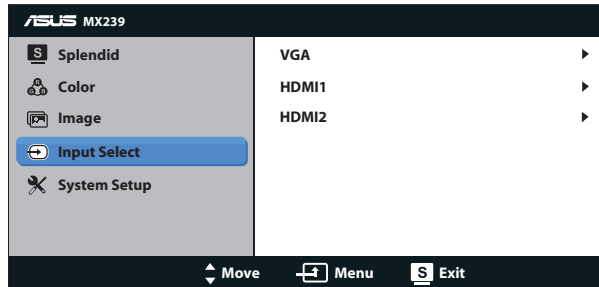 ASUS MX239
S Splendid
Color
Image
Input Select
System Setup
VGA
HDMI1
HDMI2
Move Menu S Exit